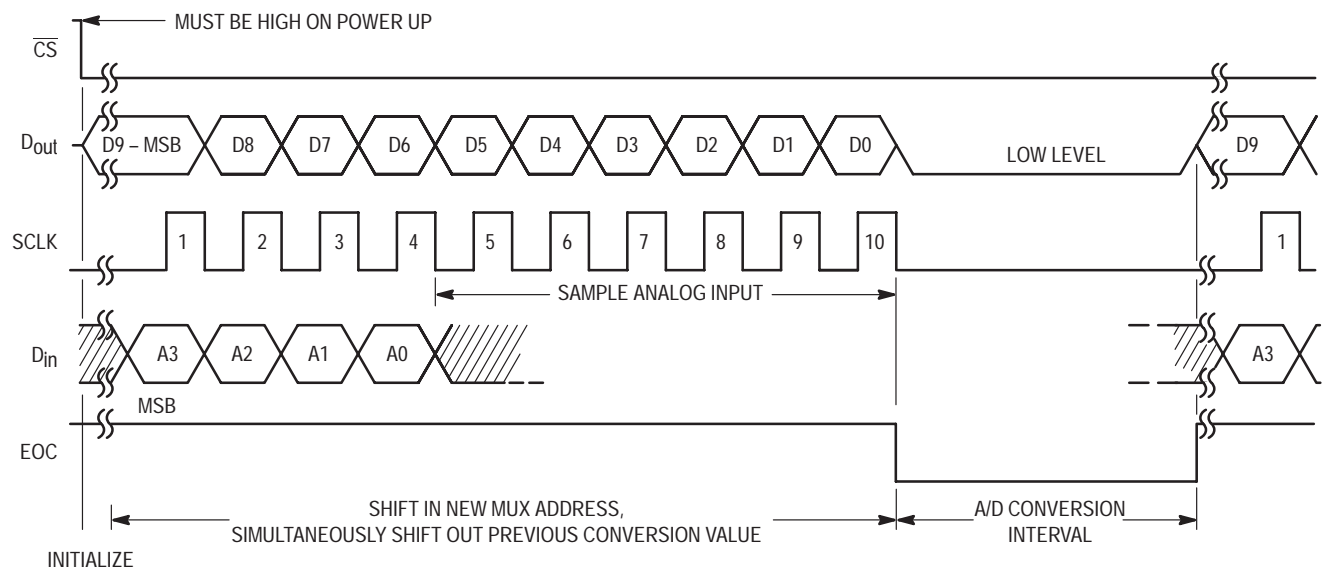 MUST BE HIGH ON POWER UP
CS
Dout D9 – MSB D8 D7 D6 D5 D4 D3 D2 D1 D0 LOW LEVEL D9
SCLK 1 2 3 4 5 6 7 8 9 10 1
SAMPLE ANALOG INPUT
Din A3 A2 A1 A0 A3
MSB
EOC
SHIFT IN NEW MUX ADDRESS,
SIMULTANEOUSLY SHIFT OUT PREVIOUS CONVERSION VALUE
A/D CONVERSION
INTERVAL
INITIALIZE